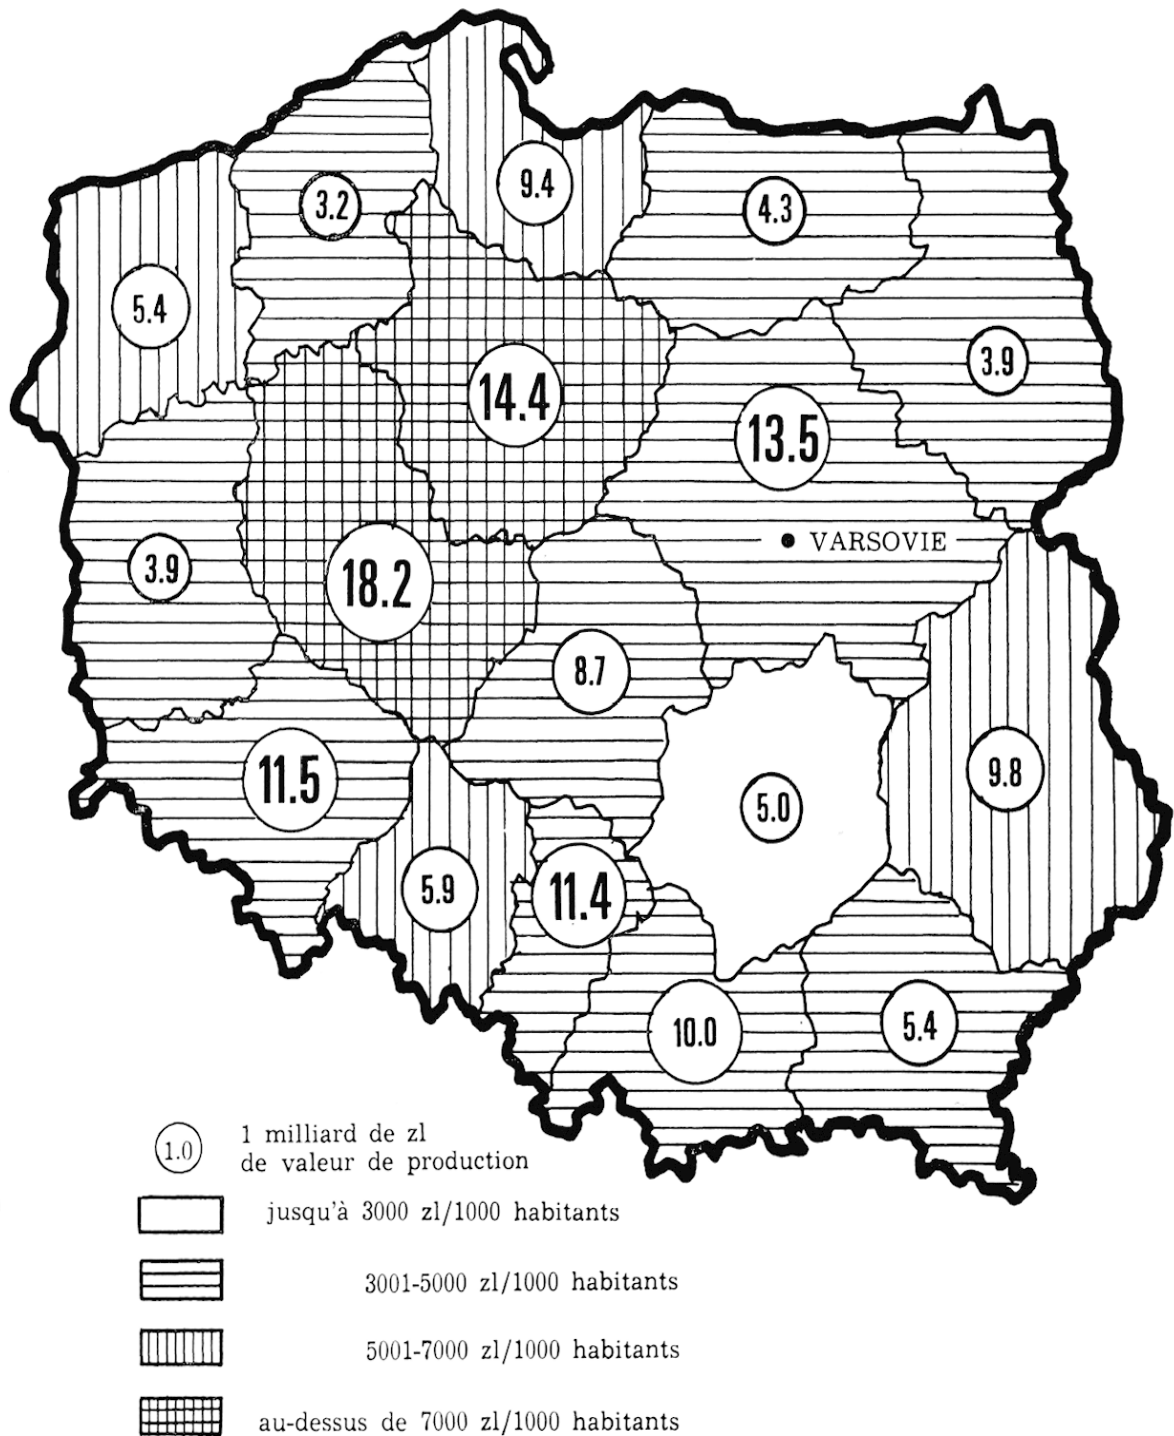 9.4
3.2
4.3
5.4
3.9
14.4
13.5
VARSOVIE
3.9
18.2
8.7
11.5
9.8
5.0
5.9
11.4
10.0
5.4
1.0 1 milliard de zl
de valeur de production
jusqu'à 3000 zl/1000 habitants
3001-5000 zl/1000 habitants
5001-7000 zl/1000 habitants
au-dessus de 7000 zl/1000 habitants